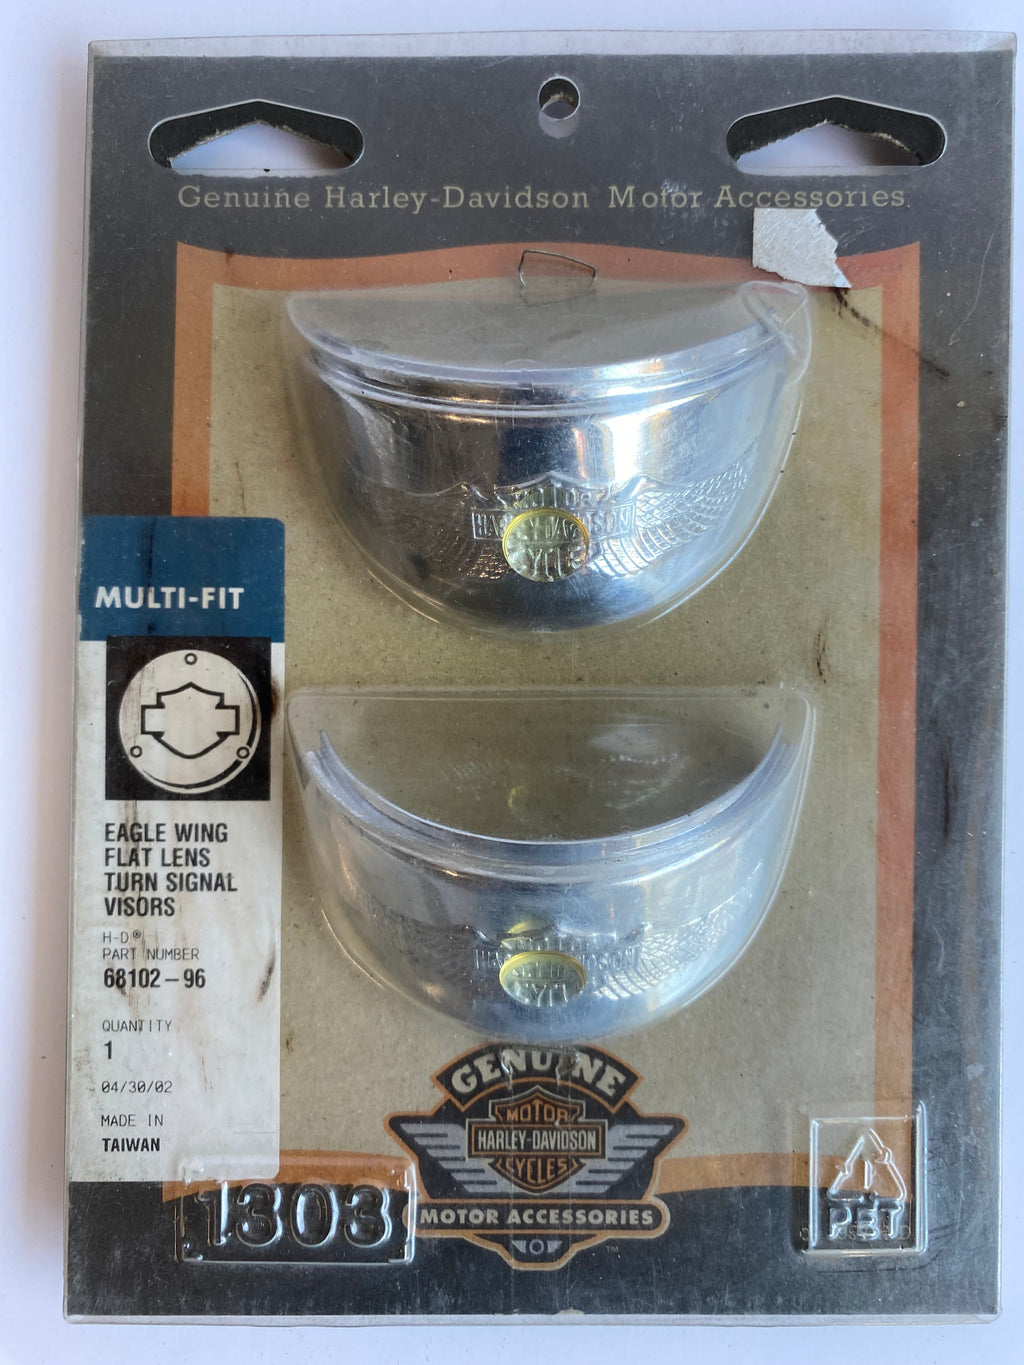 Genuine Harley-Davidson Motor Accessories
MOTOR
HARLEY-DAVIDSON
CYCLES
MULTI-FIT
EAGLE WING
FLAT LENS
TURN SIGNAL
VISORS
H-D®
PART NUMBER
68102-96
QUANTITY
1
04/30/02
MADE IN
TAIWAN
MOTOR
GENUINE
MOTOR
HARLEY-DAVIDSON
CYCLES
MOTOR ACCESSORIES
TM
1303
1
PET